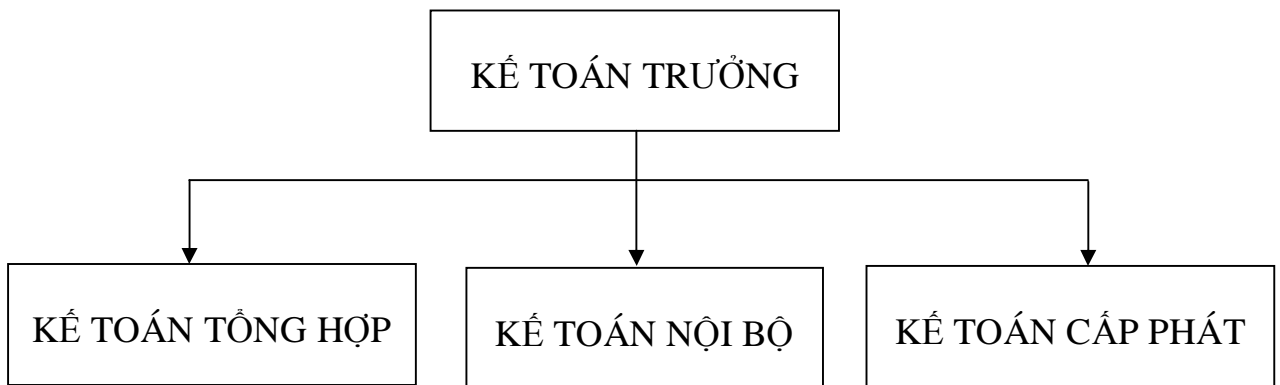 KẾ TOÁN TRƯỞNG
KẾ TOÁN TỔNG HỢP
KẾ TOÁN NỘI BỘ
KẾ TOÁN CẤP PHÁT